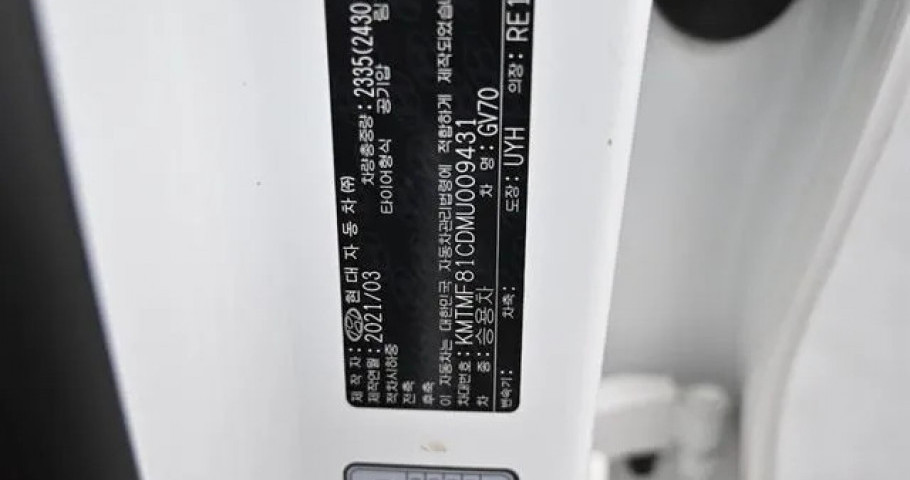 제 작 자: 현 대 자 동 차 (주)
제작연월: 2021/03 차량총중량: 2335(2430
적차시하중 타이어형식 공기압 림
전축
후축
이 자동차는 대한민국 자동차관리법령에 적합하게 제작되었습니
차대번호: KMTMF81CDMU009431
차 종: 승용차 차 명: GV70
변속기: 차축: 도장: UYH 의장: RE1